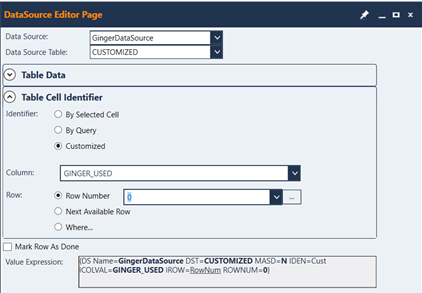 DataSource Editor Page
Data Source: GingerDataSource
Data Source Table: CUSTOMIZED
Table Data
Table Cell Identifier
Identifier: By Selected Cell
By Query
Customized
Column: GINGER_USED
Row: Row Number 0 ...
Next Available Row
Where...
Mark Row As Done
Value Expression: {DS Name=GingerDataSource DST=CUSTOMIZED MASD=N IDEN=Cust
ICOLVAL=GINGER_USED IROW=RowNum ROWNUM=0}